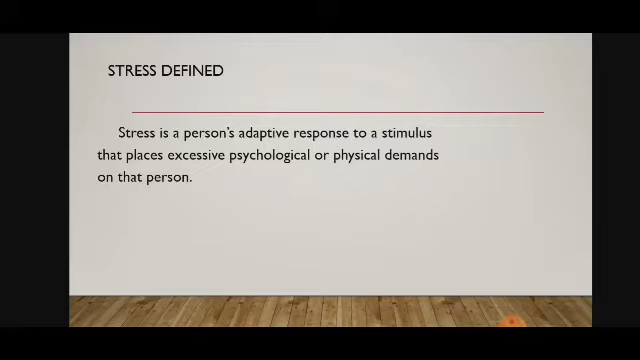 STRESS DEFINED
Stress is a person's adaptive response to a stimulus
that places excessive psychological or physical demands
on that person.